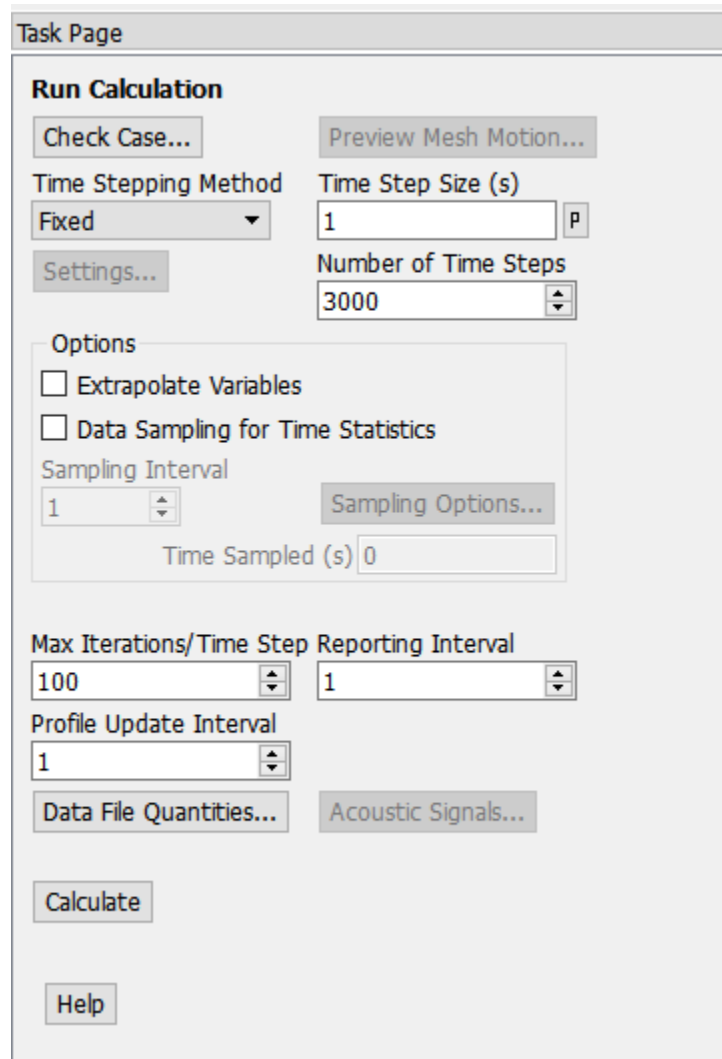 Task Page
Run Calculation
Check Case... Preview Mesh Motion...
Time Stepping Method Time Step Size (s)
Fixed 1 P
Settings... Number of Time Steps
3000
Options
Extrapolate Variables
Data Sampling for Time Statistics
Sampling Interval
1 Sampling Options...
Time Sampled (s) 0
Max Iterations/Time Step Reporting Interval
100 1
Profile Update Interval
1
Data File Quantities... Acoustic Signals...
Calculate
Help